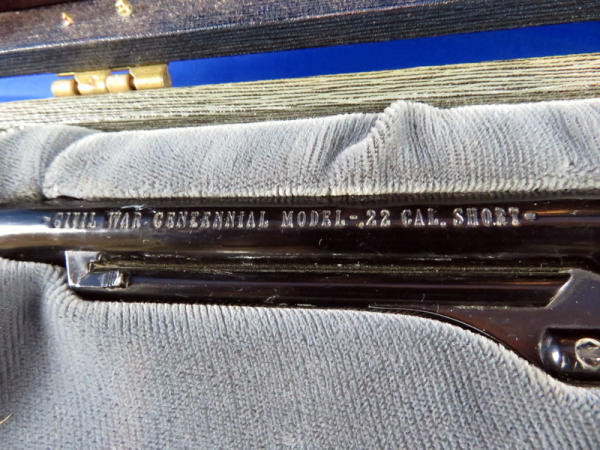 -CIVIL WAR CENTENNIAL MODEL-.22 CAL. SHORT-